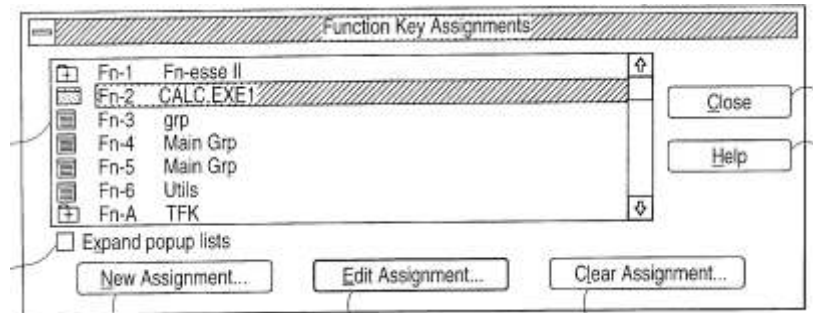 Function Key Assignments
Fn-1 Fn-esse II
Fn-2 CALC.EXE1
Fn-3 grp
Fn-4 Main Grp
Fn-5 Main Grp
Fn-6 Utils
Fn-A TFK
Close
Help
Expand popup lists
New Assignment... Edit Assignment... Clear Assignment...